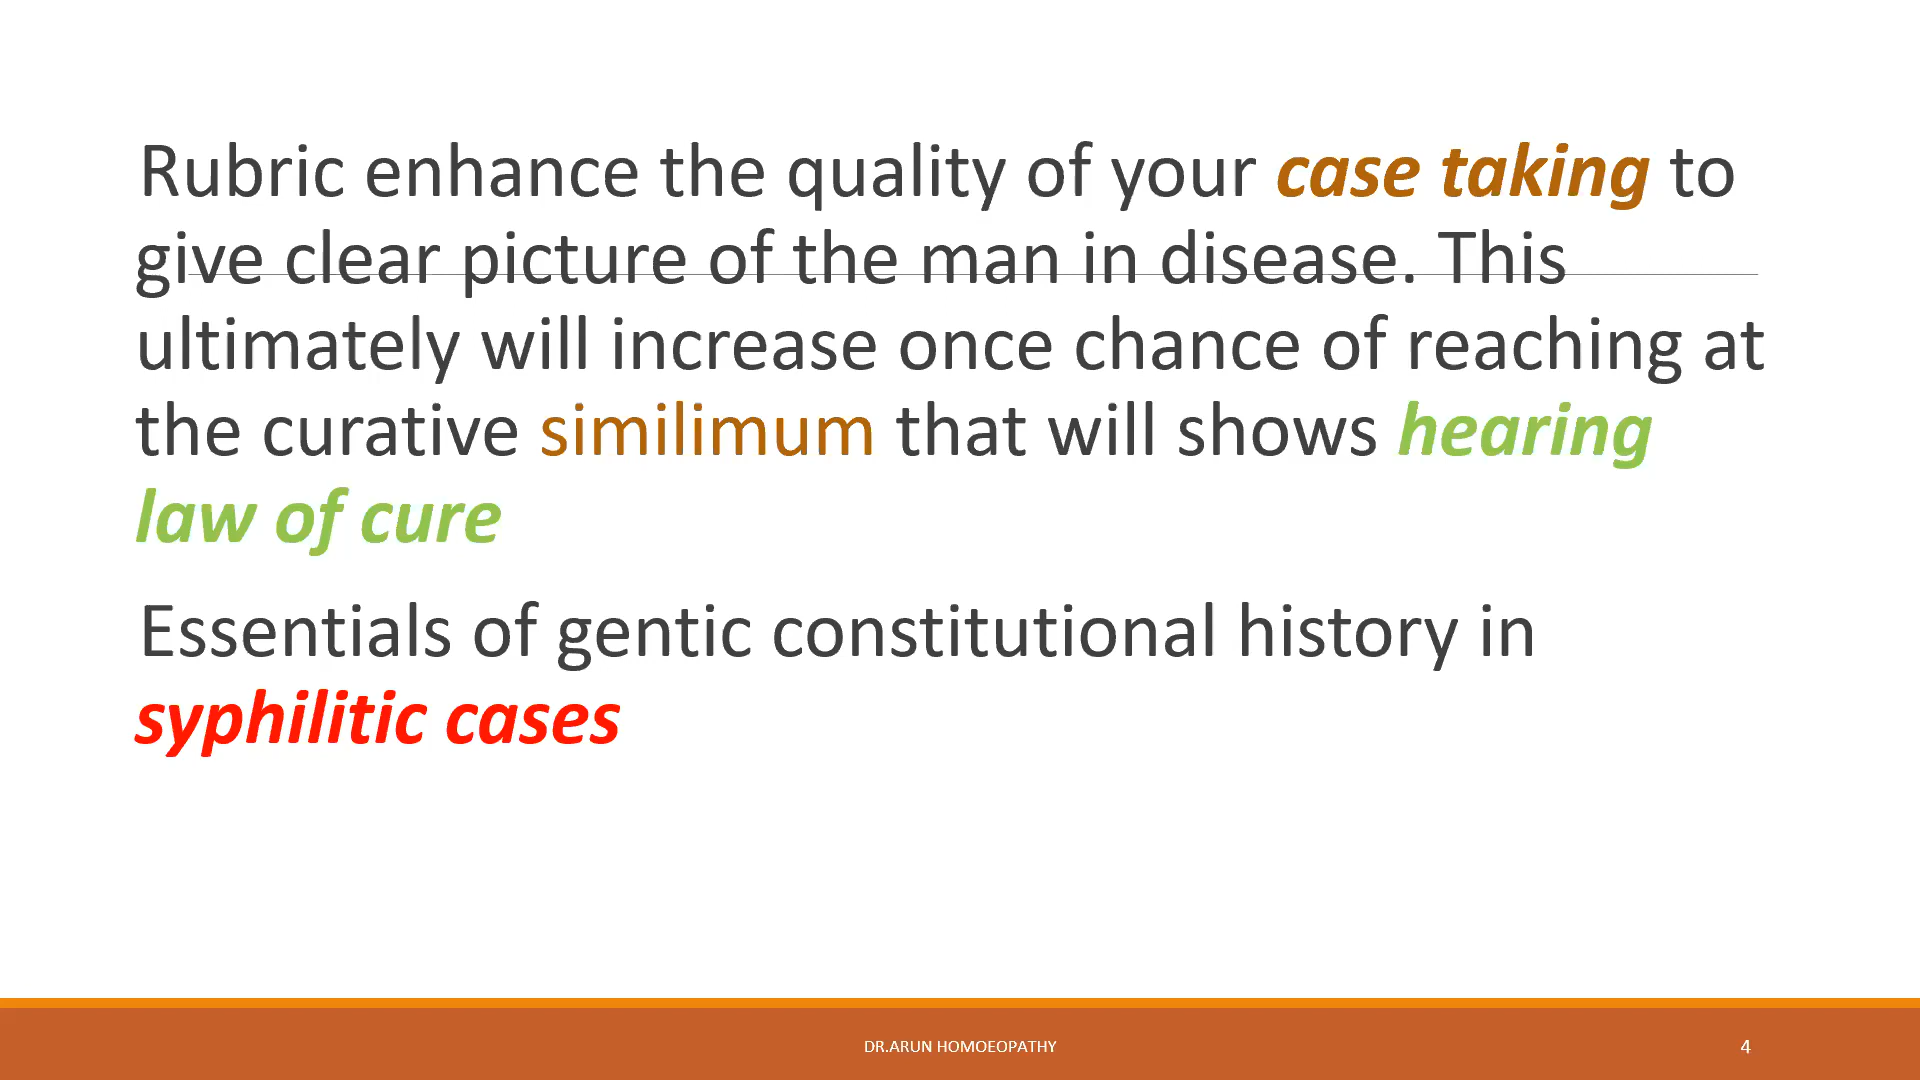 Rubric enhance the quality of your case taking to
give clear picture of the man in disease. This
ultimately will increase once chance of reaching at
the curative similimum that will shows hearing
law of cure
Essentials of gentic constitutional history in
syphilitic cases
DR.ARUN HOMOEOPATHY
4